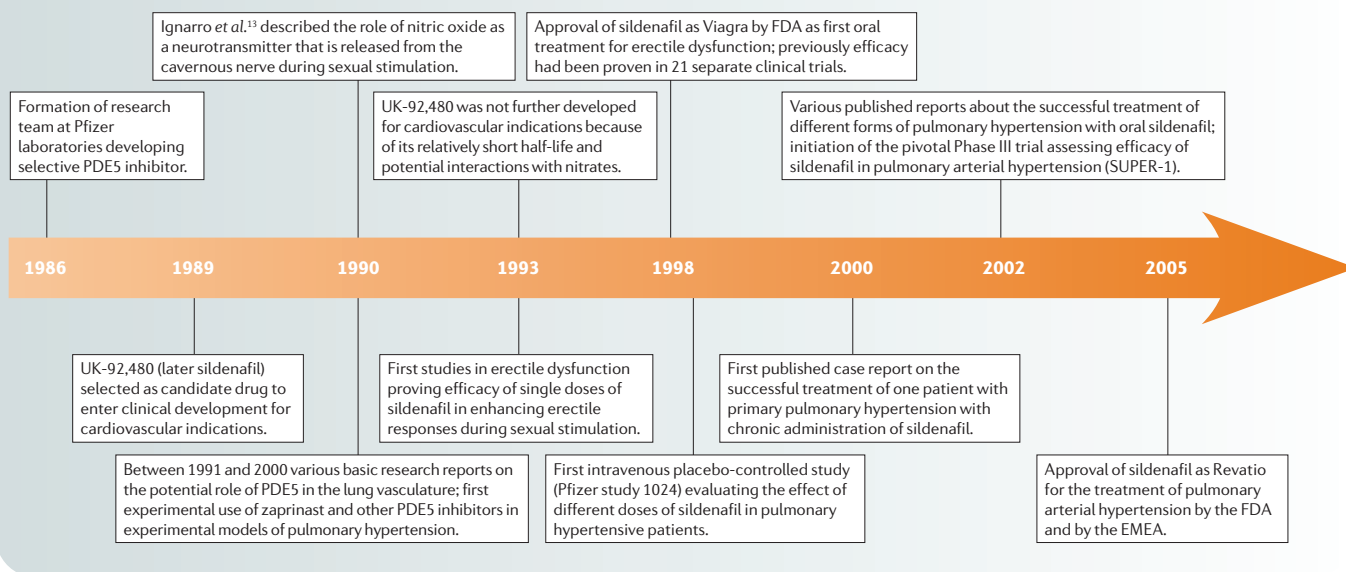 Ignarro et al.¹³ described the role of nitric oxide as
a neurotransmitter that is released from the
cavernous nerve during sexual stimulation.
Approval of sildenafil as Viagra by FDA as first oral
treatment for erectile dysfunction; previously efficacy
had been proven in 21 separate clinical trials.
Formation of research
team at Pfizer
laboratories developing
selective PDE5 inhibitor.
UK-92,480 was not further developed
for cardiovascular indications because
of its relatively short half-life and
potential interactions with nitrates.
Various published reports about the successful treatment of
different forms of pulmonary hypertension with oral sildenafil;
initiation of the pivotal Phase III trial assessing efficacy of
sildenafil in pulmonary arterial hypertension (SUPER-1).
1986 1989 1990 1993 1998 2000 2002 2005
UK-92,480 (later sildenafil)
selected as candidate drug to
enter clinical development for
cardiovascular indications.
First studies in erectile dysfunction
proving efficacy of single doses of
sildenafil in enhancing erectile
responses during sexual stimulation.
First published case report on the
successful treatment of one patient with
primary pulmonary hypertension with
chronic administration of sildenafil.
Between 1991 and 2000 various basic research reports on
the potential role of PDE5 in the lung vasculature; first
experimental use of zaprinast and other PDE5 inhibitors in
experimental models of pulmonary hypertension.
First intravenous placebo-controlled study
(Pfizer study 1024) evaluating the effect of
different doses of sildenafil in pulmonary
hypertensive patients.
Approval of sildenafil as Revatio
for the treatment of pulmonary
arterial hypertension by the FDA
and by the EMEA.